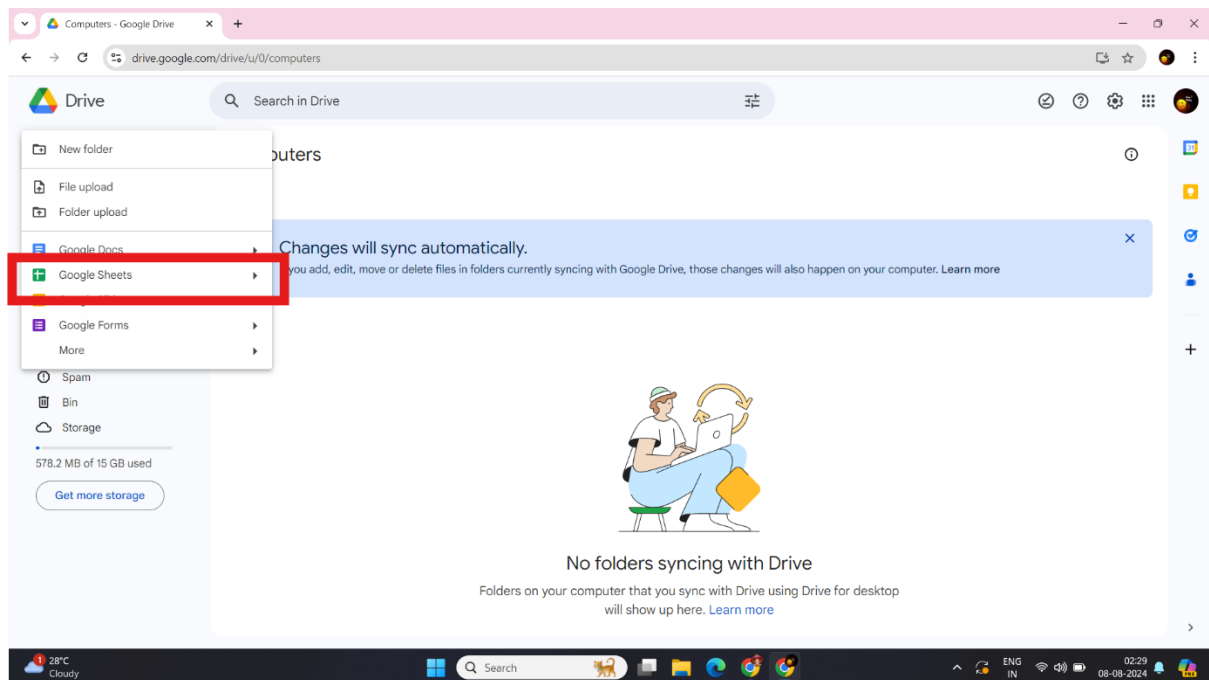 Computers - Google Drive
drive.google.com/drive/u/0/computers
Drive
Search in Drive
New folder
File upload
Folder upload
Google Docs
Google Sheets
Google Forms
More
Spam
Bin
Storage
578.2 MB of 15 GB used
Get more storage
puters
Changes will sync automatically.
you add, edit, move or delete files in folders currently syncing with Google Drive, those changes will also happen on your computer. Learn more
No folders syncing with Drive
Folders on your computer that you sync with Drive using Drive for desktop
will show up here. Learn more
31
1
28°C
Cloudy
Search
ENG
IN
02:29
08-08-2024